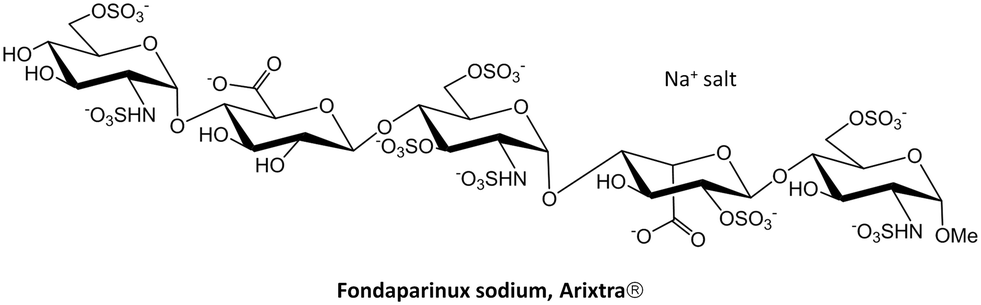 OSO₃⁻
HO
O
HO
⁻O₃SHN
O
⁻O
O
O
HO
HO
O
OSO₃⁻
O
⁻O₃SO
⁻O₃SHN
O
Na⁺ salt
O
HO
OSO₃⁻
⁻O
O
O
OSO₃⁻
O
HO
⁻O₃SHN
OMe
Fondaparinux sodium, Arixtra®